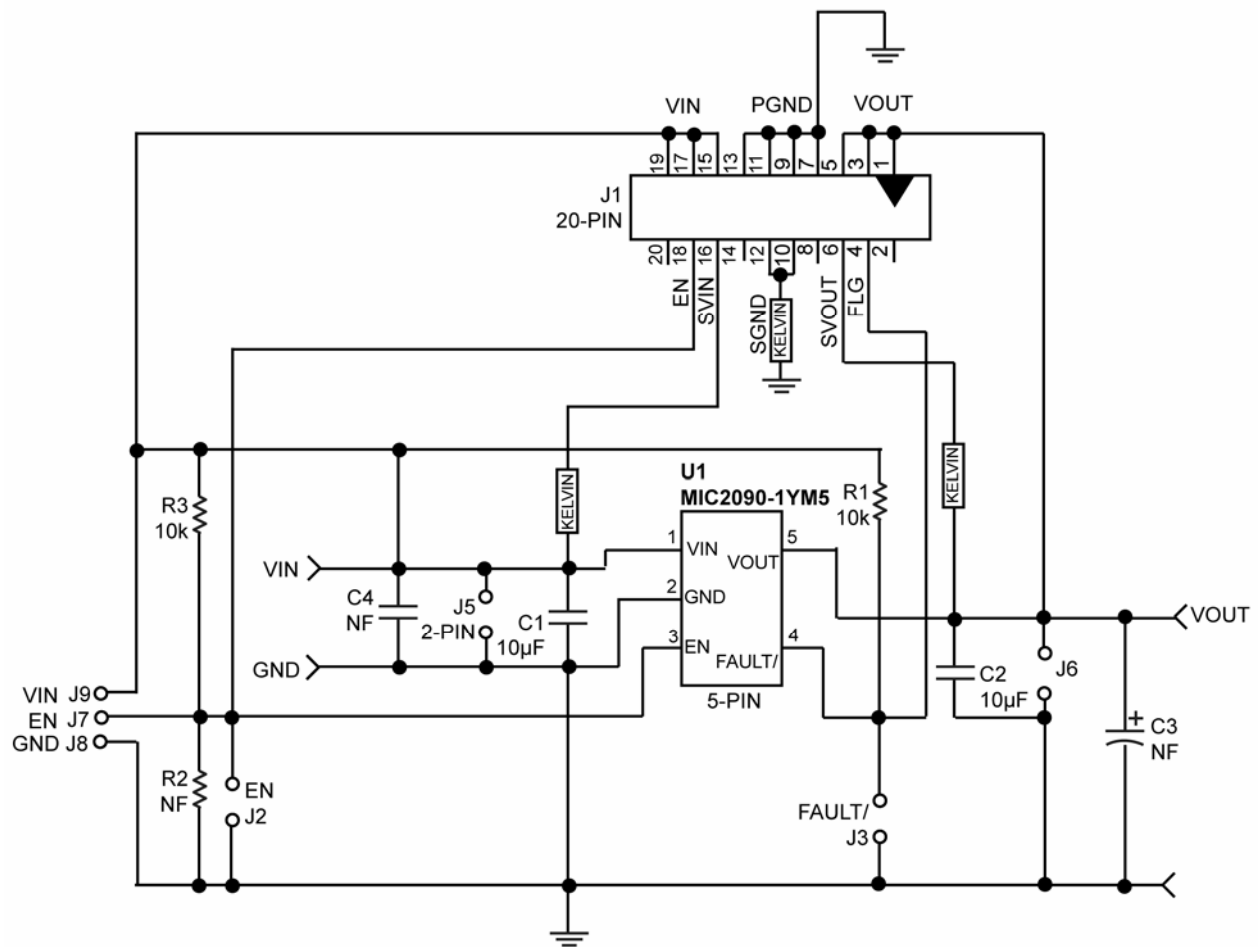 VIN
PGND
VOUT
19
17
15
13
11
9
7
5
3
1
J1
20-PIN
20
18
16
14
12
10
8
6
4
2
EN
SVIN
SGND
KELVIN
SVOUT
FLG
KELVIN
KELVIN
R3
10k
U1
MIC2090-1YM5
R1
10k
VIN
1
VIN
VOUT
5
2
GND
3
EN
FAULT/
4
5-PIN
C4
NF
J5
2-PIN
C1
10µF
GND
VOUT
C2
10µF
J6
+
C3
NF
VIN J9
EN J7
GND J8
R2
NF
EN
J2
FAULT/
J3